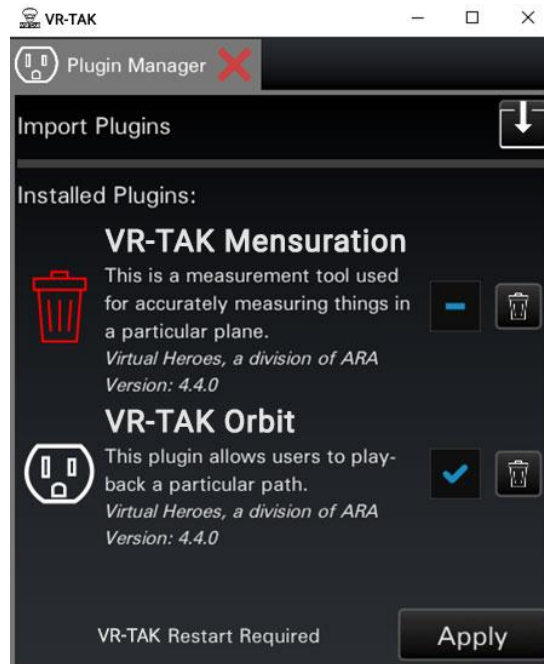 VR-TAK
Plugin Manager
Import Plugins
Installed Plugins:
VR-TAK Mensuration
This is a measurement tool used
for accurately measuring things in
a particular plane.
Virtual Heroes, a division of ARA
Version: 4.4.0
VR-TAK Orbit
This plugin allows users to play-
back a particular path.
Virtual Heroes, a division of ARA
Version: 4.4.0
VR-TAK Restart Required
Apply